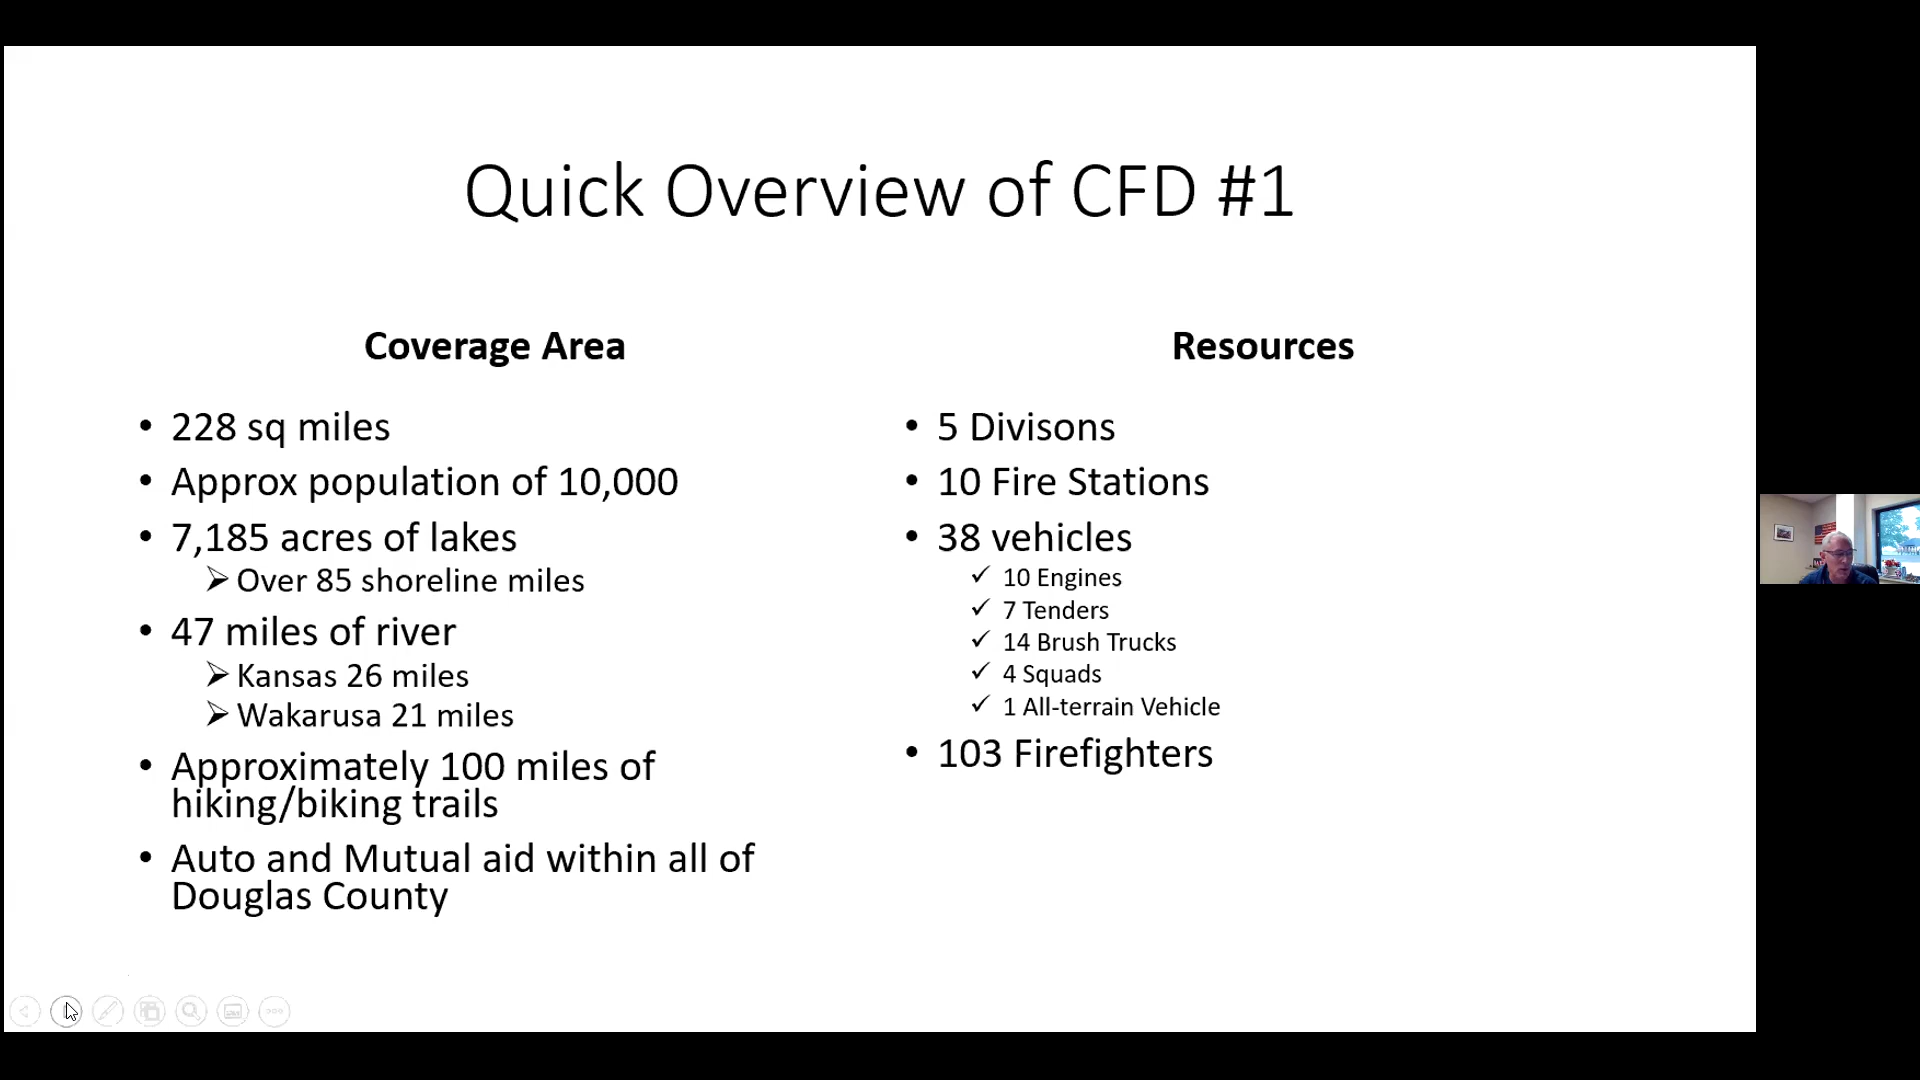 Quick Overview of CFD #1
Coverage Area
• 228 sq miles
• Approx population of 10,000
• 7,185 acres of lakes
➢ Over 85 shoreline miles
• 47 miles of river
➢ Kansas 26 miles
➢ Wakarusa 21 miles
• Approximately 100 miles of
hiking/biking trails
• Auto and Mutual aid within all of
Douglas County
Resources
• 5 Divisons
• 10 Fire Stations
• 38 vehicles
✓ 10 Engines
✓ 7 Tenders
✓ 14 Brush Trucks
✓ 4 Squads
✓ 1 All-terrain Vehicle
• 103 Firefighters